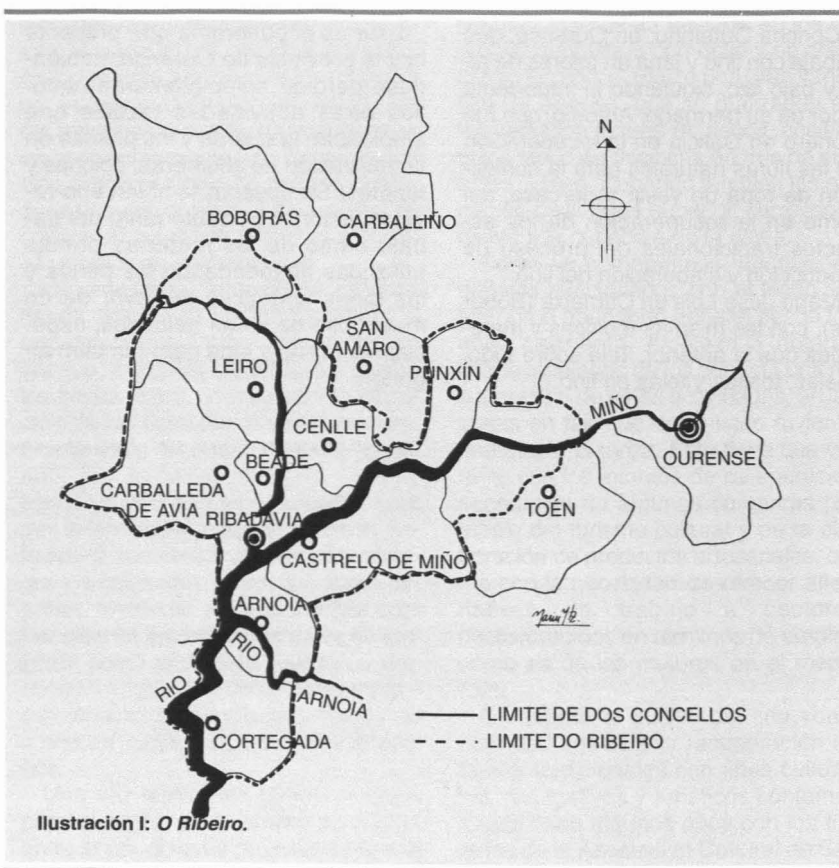 N
BOBORÁS
CARBALLIÑO
SAN
AMARO
PUNXÍN
LEIRO
MIÑO
CENLLE
OURENSE
BEADE
CARBALLEDA
DE AVIA
TOÉN
RIBADAVIA
CASTRELO DE MIÑO
ARNOIA
RIO
RIO
ARNOIA
CORTEGADA
LIMITE DE DOS CONCELLOS
LIMITE DO RIBEIRO
Ilustración I: O Ribeiro.